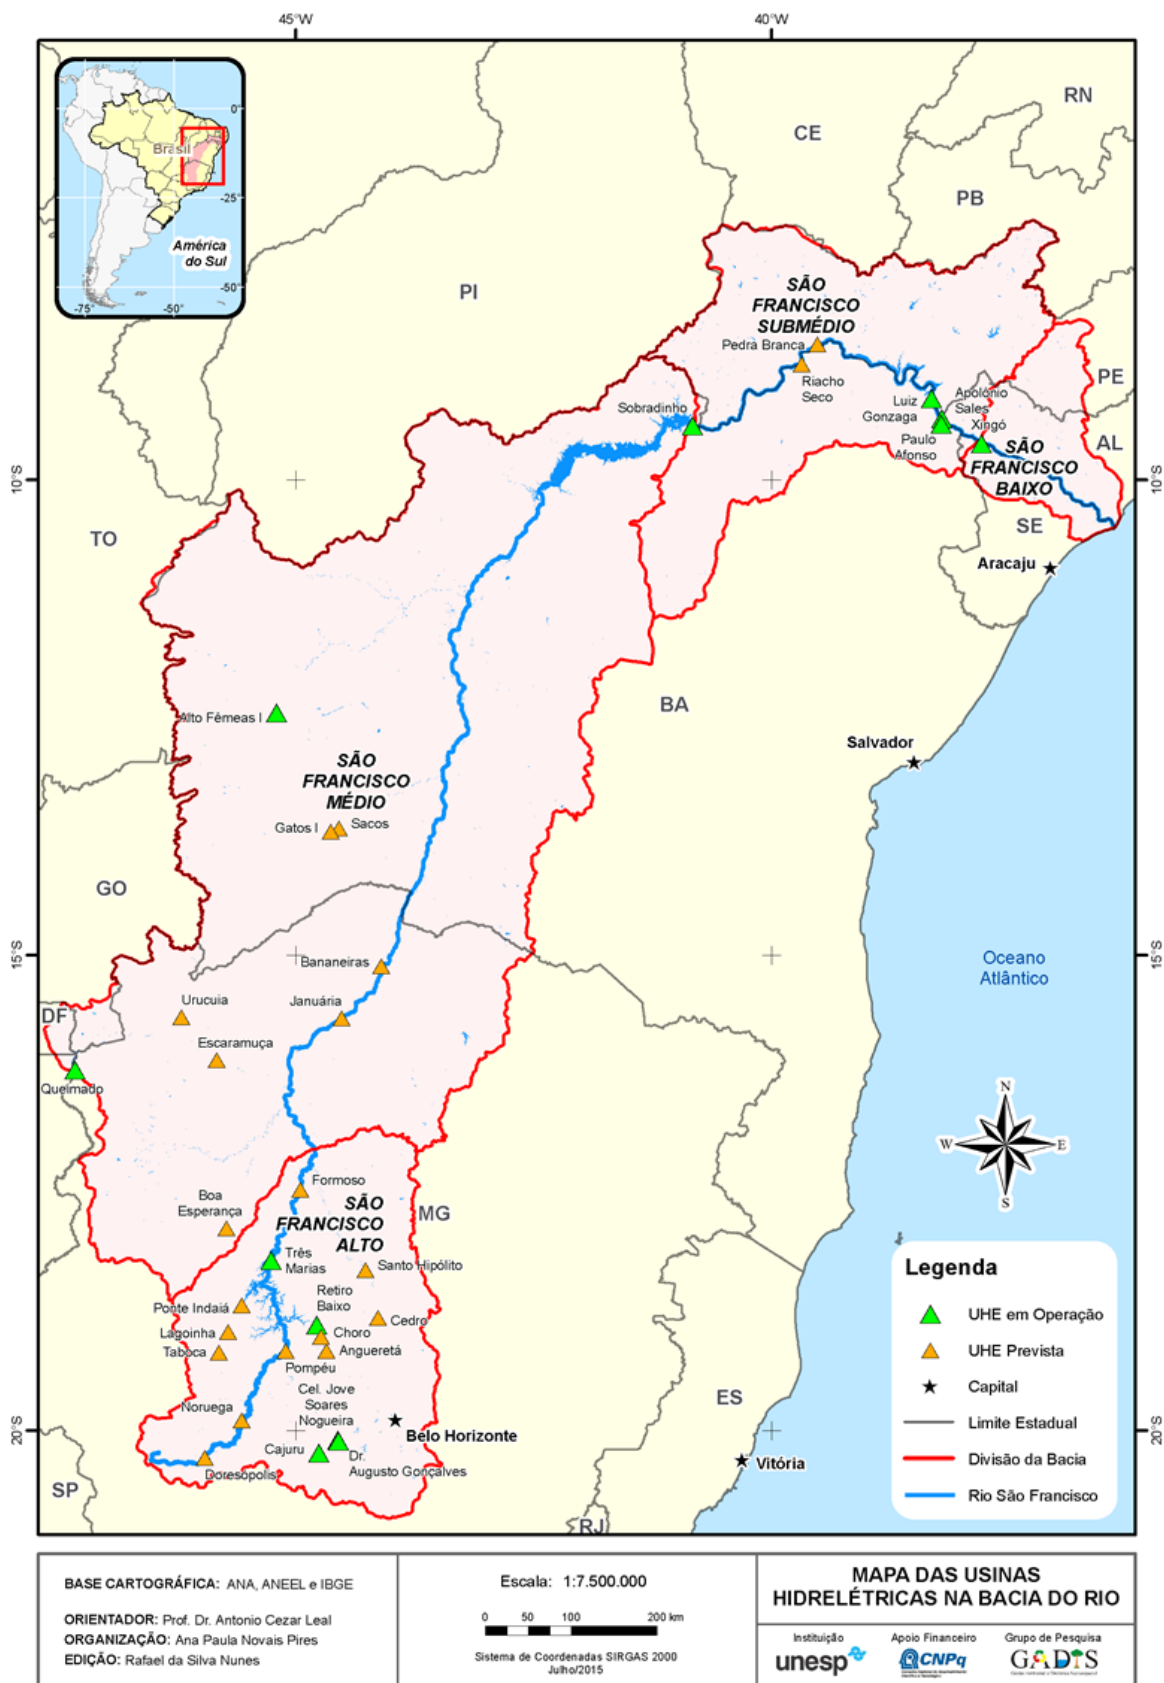 45°W
40°W
0°
-25°
-50°
-75°
-50°
Brasil
América
do Sul
RN
CE
PB
PI
PE
AL
SE
TO
BA
GO
DF
MG
ES
SP
RJ
10°S
10°S
15°S
15°S
20°S
20°S
SÃO
FRANCISCO
SUBMÉDIO
Pedra Branca
Riacho
Seco
Sobradinho
Luiz
Gonzaga
Apolônio
Sales
Xingó
Paulo
Afonso
SÃO
FRANCISCO
BAIXO
Aracaju
Alto Fêmeas I
Salvador
SÃO
FRANCISCO
MÉDIO
Gatos I
Sacos
Bananeiras
Oceano
Atlântico
Urucuia
Januária
Escaramuça
Queimado
N
W
E
S
Formoso
Boa
Esperança
SÃO
FRANCISCO
ALTO
Três
Marias
Santo Hipólito
Retiro
Baixo
Ponte Indaiá
Cedro
Lagoinha
Choro
Taboca
Angueretá
Pompéu
Cel. Jove
Soares
Nogueira
Noruega
Belo Horizonte
Cajuru
Dr.
Augusto Gonçalves
Doresópolis
Vitória
Legenda
UHE em Operação
UHE Prevista
Capital
Limite Estadual
Divisão da Bacia
Rio São Francisco
BASE CARTOGRÁFICA: ANA, ANEEL e IBGE
ORIENTADOR: Prof. Dr. Antonio Cezar Leal
ORGANIZAÇÃO: Ana Paula Novais Pires
EDIÇÃO: Rafael da Silva Nunes
Escala: 1:7.500.000
0 50 100 200 km
Sistema de Coordenadas SIRGAS 2000
Julho/2015
MAPA DAS USINAS
HIDRELÉTRICAS NA BACIA DO RIO
Instituição
unesp
Apoio Financeiro
CNPq
Grupo de Pesquisa
GADIS